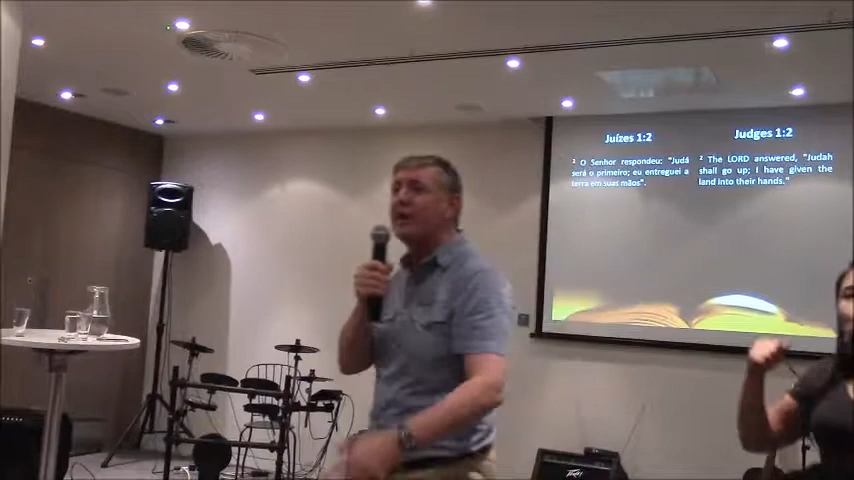 Juízes 1:2
² O Senhor respondeu: "Judá
será o primeiro; eu entreguei a
terra em suas mãos".
Judges 1:2
² The LORD answered, "Judah
shall go up; I have given the
land into their hands."
PEAVEY